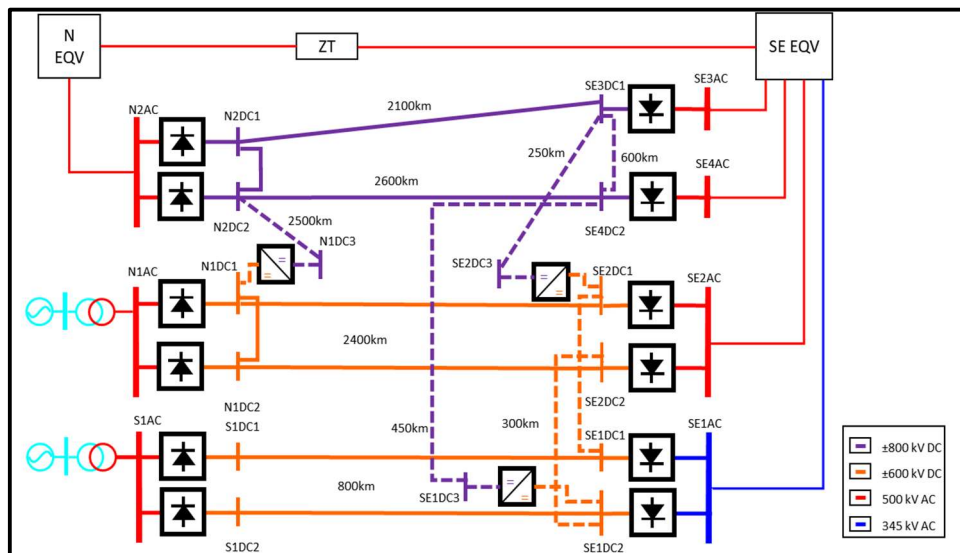 N
EQV
ZT
SE EQV
N2AC
N2DC1
2100km
SE3DC1
SE3AC
250km
600km
2600km
SE4AC
N2DC2
2500km
N1DC3
SE4DC2
N1AC
N1DC1
=
=
SE2DC3
=
=
SE2DC1
SE2AC
2400km
N1DC2
SE2DC2
S1AC
S1DC1
450km
300km
SE1DC1
SE1AC
800km
SE1DC3
=
=
S1DC2
SE1DC2
±800 kV DC
±600 kV DC
500 kV AC
345 kV AC